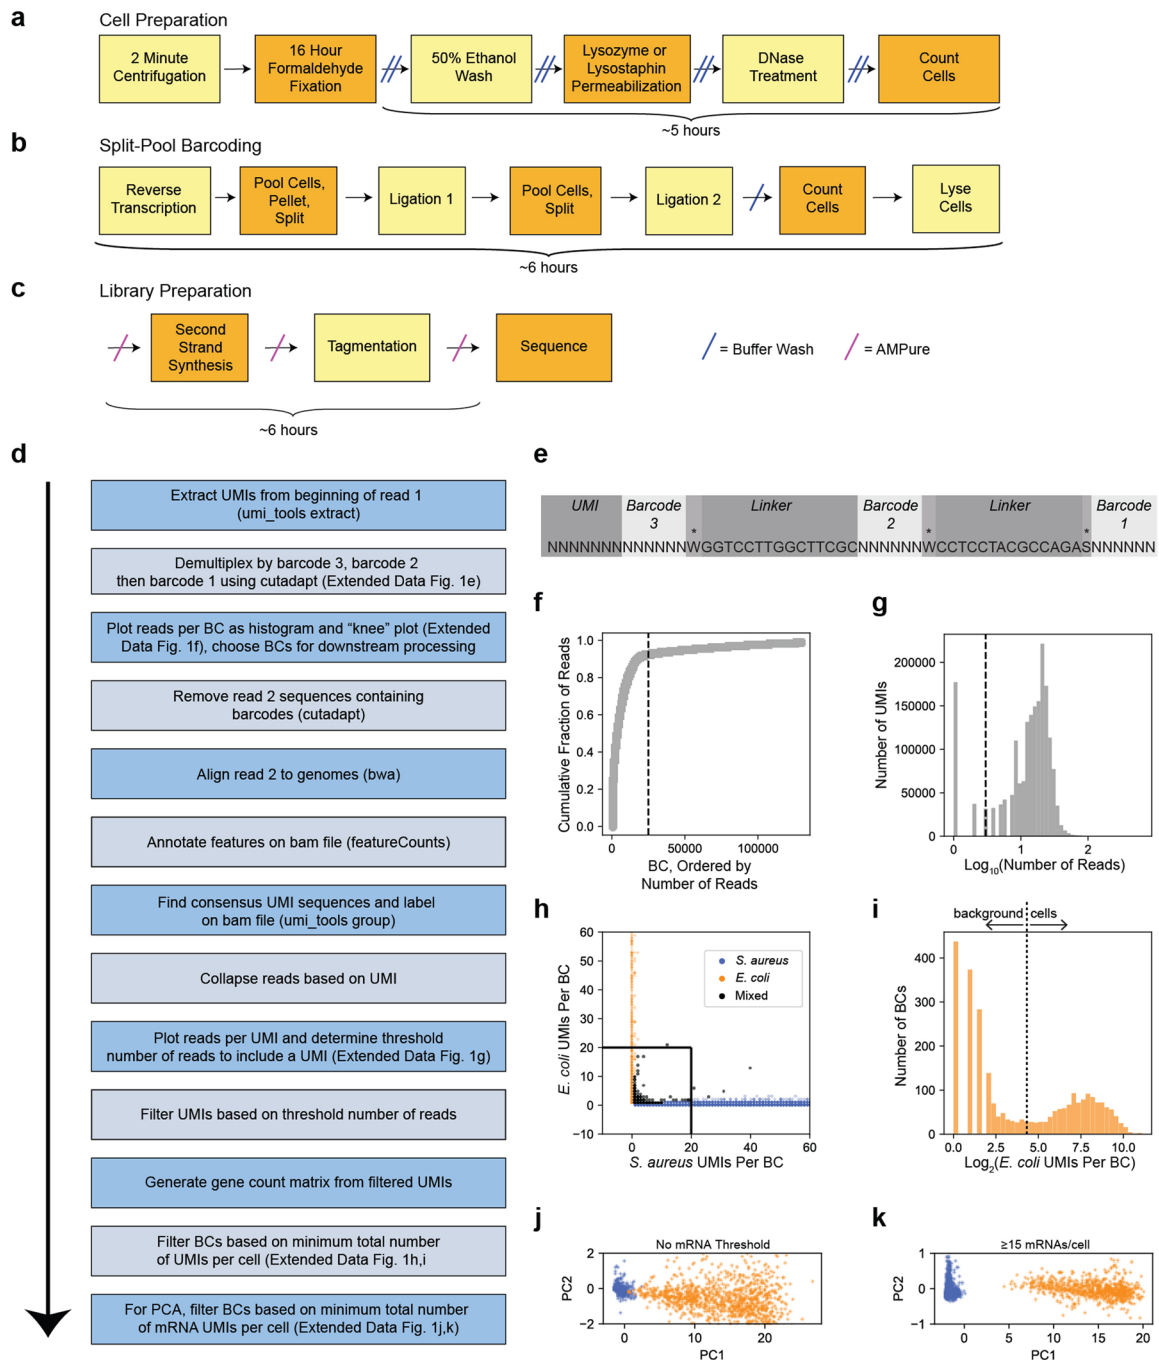 a
Cell Preparation
2 Minute
Centrifugation
16 Hour
Formaldehyde
Fixation
50% Ethanol
Wash
Lysozyme or
Lysostaphin
Permeabilization
DNase
Treatment
Count
Cells
~5 hours
b
Split-Pool Barcoding
Reverse
Transcription
Pool Cells,
Pellet,
Split
Ligation 1
Pool Cells,
Split
Ligation 2
Count
Cells
Lyse
Cells
~6 hours
c
Library Preparation
Second
Strand
Synthesis
Tagmentation
Sequence
= Buffer Wash
= AMPure
~6 hours
d
Extract UMIs from beginning of read 1
(umi_tools extract)
Demultiplex by barcode 3, barcode 2
then barcode 1 using cutadapt (Extended Data Fig. 1e)
Plot reads per BC as histogram and “knee” plot (Extended
Data Fig. 1f), choose BCs for downstream processing
Remove read 2 sequences containing
barcodes (cutadapt)
Align read 2 to genomes (bwa)
Annotate features on bam file (featureCounts)
Find consensus UMI sequences and label
on bam file (umi_tools group)
Collapse reads based on UMI
Plot reads per UMI and determine threshold
number of reads to include a UMI (Extended Data Fig. 1g)
Filter UMIs based on threshold number of reads
Generate gene count matrix from filtered UMIs
Filter BCs based on minimum total number
of UMIs per cell (Extended Data Fig. 1h,i
For PCA, filter BCs based on minimum total number
of mRNA UMIs per cell (Extended Data Fig. 1j,k)
e
UMI
Barcode
3
Linker
Barcode
2
Linker
Barcode
1
* * *
NNNNNNNNNNNNNWGGTCCTTGGCTTCGCNNNNNNWCCTCCTACGCCAGASNNNNNN
f
Cumulative Fraction of Reads
1.0
0.8
0.6
0.4
0.2
0.0
0 50000 100000
BC, Ordered by
Number of Reads
g
Number of UMIs
200000
150000
100000
50000
0
0 1 2
Log10(Number of Reads)
h
E. coli UMIs Per BC
60
50
40
30
20
10
0
−10
S. aureus
E. coli
Mixed
0 20 40 60
S. aureus UMIs Per BC
i
background cells
Number of BCs
400
300
200
100
0
0.0 2.5 5.0 7.5 10.0
Log2(E. coli UMIs Per BC)
j
No mRNA Threshold
PC2
2
0
−2
0 10 20
PC1
k
≥15 mRNAs/cell
PC2
1
0
−1
0 5 10 15 20
PC1